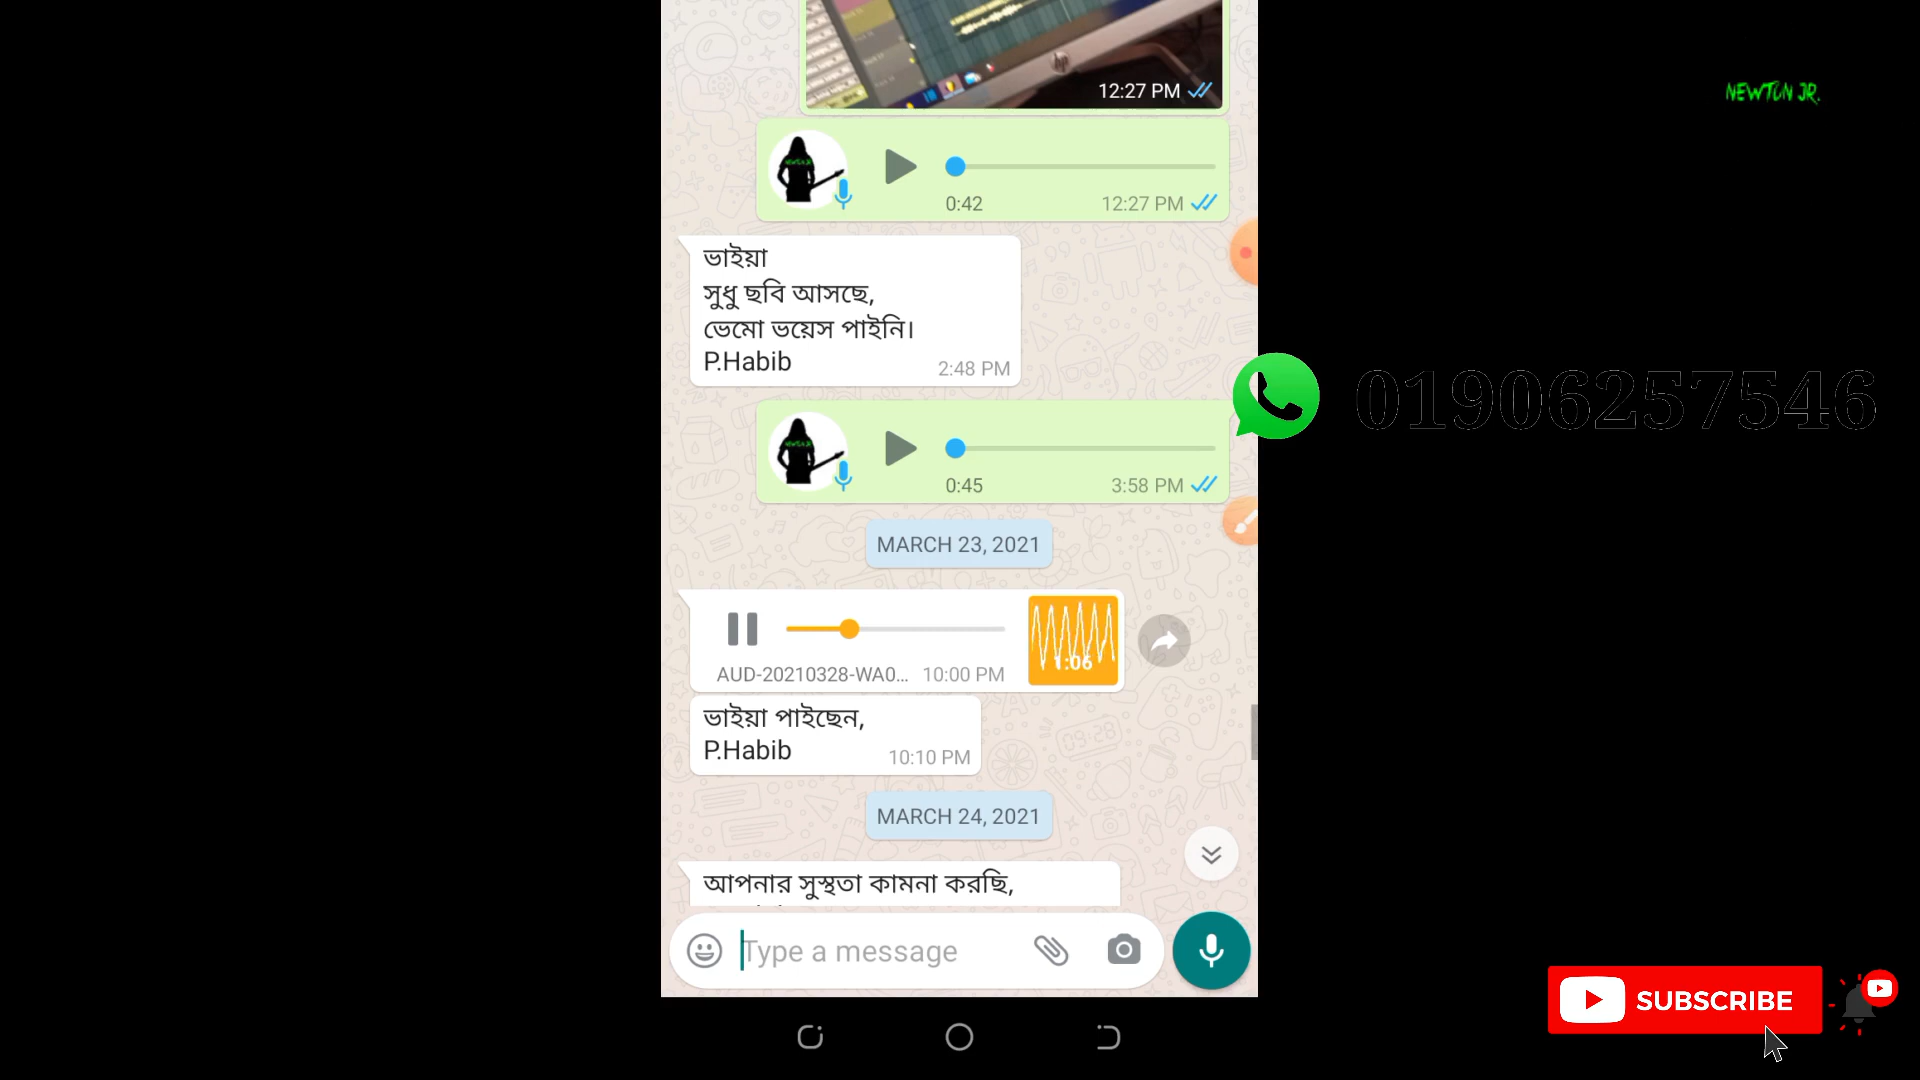 12:27 PM
NEWTON JR.
0:42
12:27 PM
ভাইয়া
সুধু ছবি আসছে,
ভেমো ভয়েস পাইনি।
P.Habib
2:48 PM
01906257546
0:45
3:58 PM
MARCH 23, 2021
1:06
AUD-20210328-WA0...
10:00 PM
ভাইয়া পাইছেন,
P.Habib
10:10 PM
MARCH 24, 2021
আপনার সুস্থতা কামনা করছি,
Type a message
SUBSCRIBE